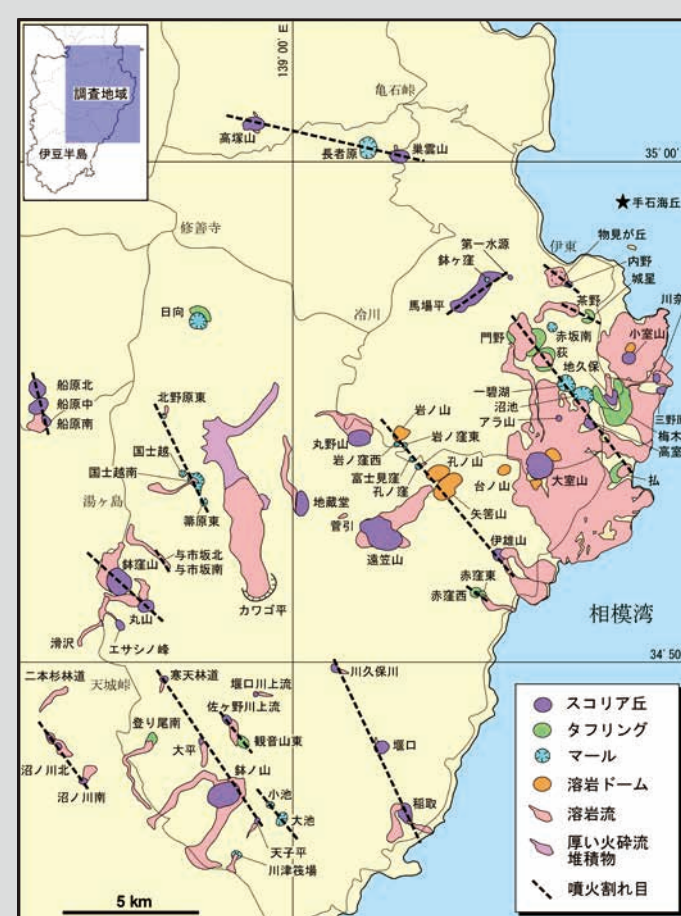 調査地域
伊豆半島
139°00' E
亀石峠
高塚山
長者原
巣雲山
35°00'
手石海丘
修善寺
伊東
物見が丘
第一水源
鉢ヶ窪
内野
城星
茶野
川奈
冷川
馬場平
日向
門野
赤坂南
小室山
荻
地久保
船原北
船原中
船原南
北野原東
一碧湖
沼池
岩ノ山
丸野山
岩ノ窪東
岩ノ窪西
アラ山
三野原
梅木
高室
国士越
国士越南
富士見窪
孔ノ山
孔ノ窪
台ノ山
大室山
払
湯ヶ島
地蔵堂
箒原東
菅引
矢筈山
遠笠山
伊雄山
与市坂北
与市坂南
鉢窪山
赤窪東
赤窪西
カワゴ平
丸山
相模湾
滑沢
エサシノ峰
34°50'
天城峠
川久保川
二本杉林道
寒天林道
堰口川上流
佐ヶ野川上流
登り尾南
観音山東
堰口
大平
沼ノ川北
鉢ノ山
小池
沼ノ川南
大池
稲取
天子平
川津筏場
5 km
スコリア丘
タフリング
マール
溶岩ドーム
溶岩流
厚い火砕流
堆積物
噴火割れ目